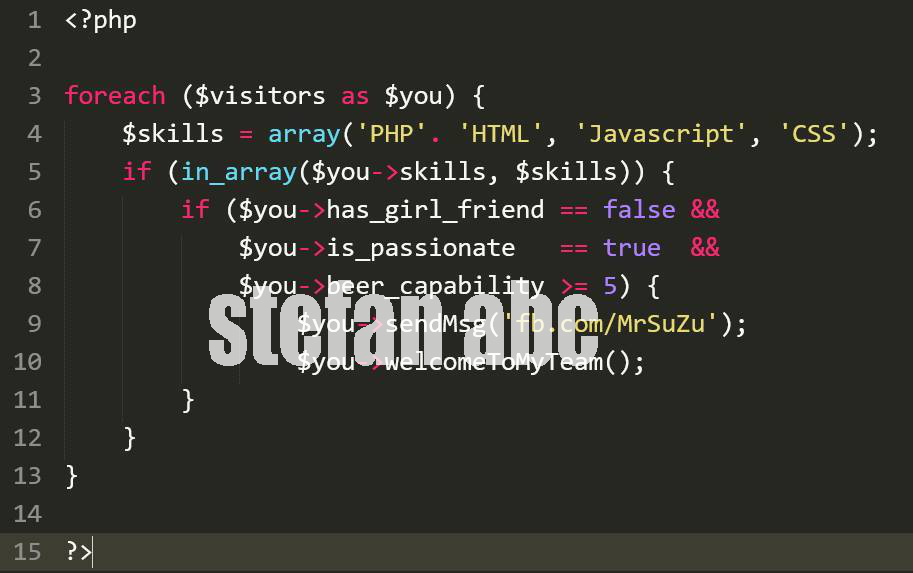 1 <?php
2
3 foreach ($visitors as $you) {
4 $skills = array('PHP'. 'HTML', 'Javascript', 'CSS');
5 if (in_array($you->skills, $skills)) {
6 if ($you->has_girl_friend == false &&
7 $you->is_passionate == true &&
8 $you->beer_capability >= 5) {
stefan abc
9 $you->sendMsg('fb.com/MrSuZu');
10 $you->welcomeToMyTeam();
11 }
12 }
13 }
14
15 ?>